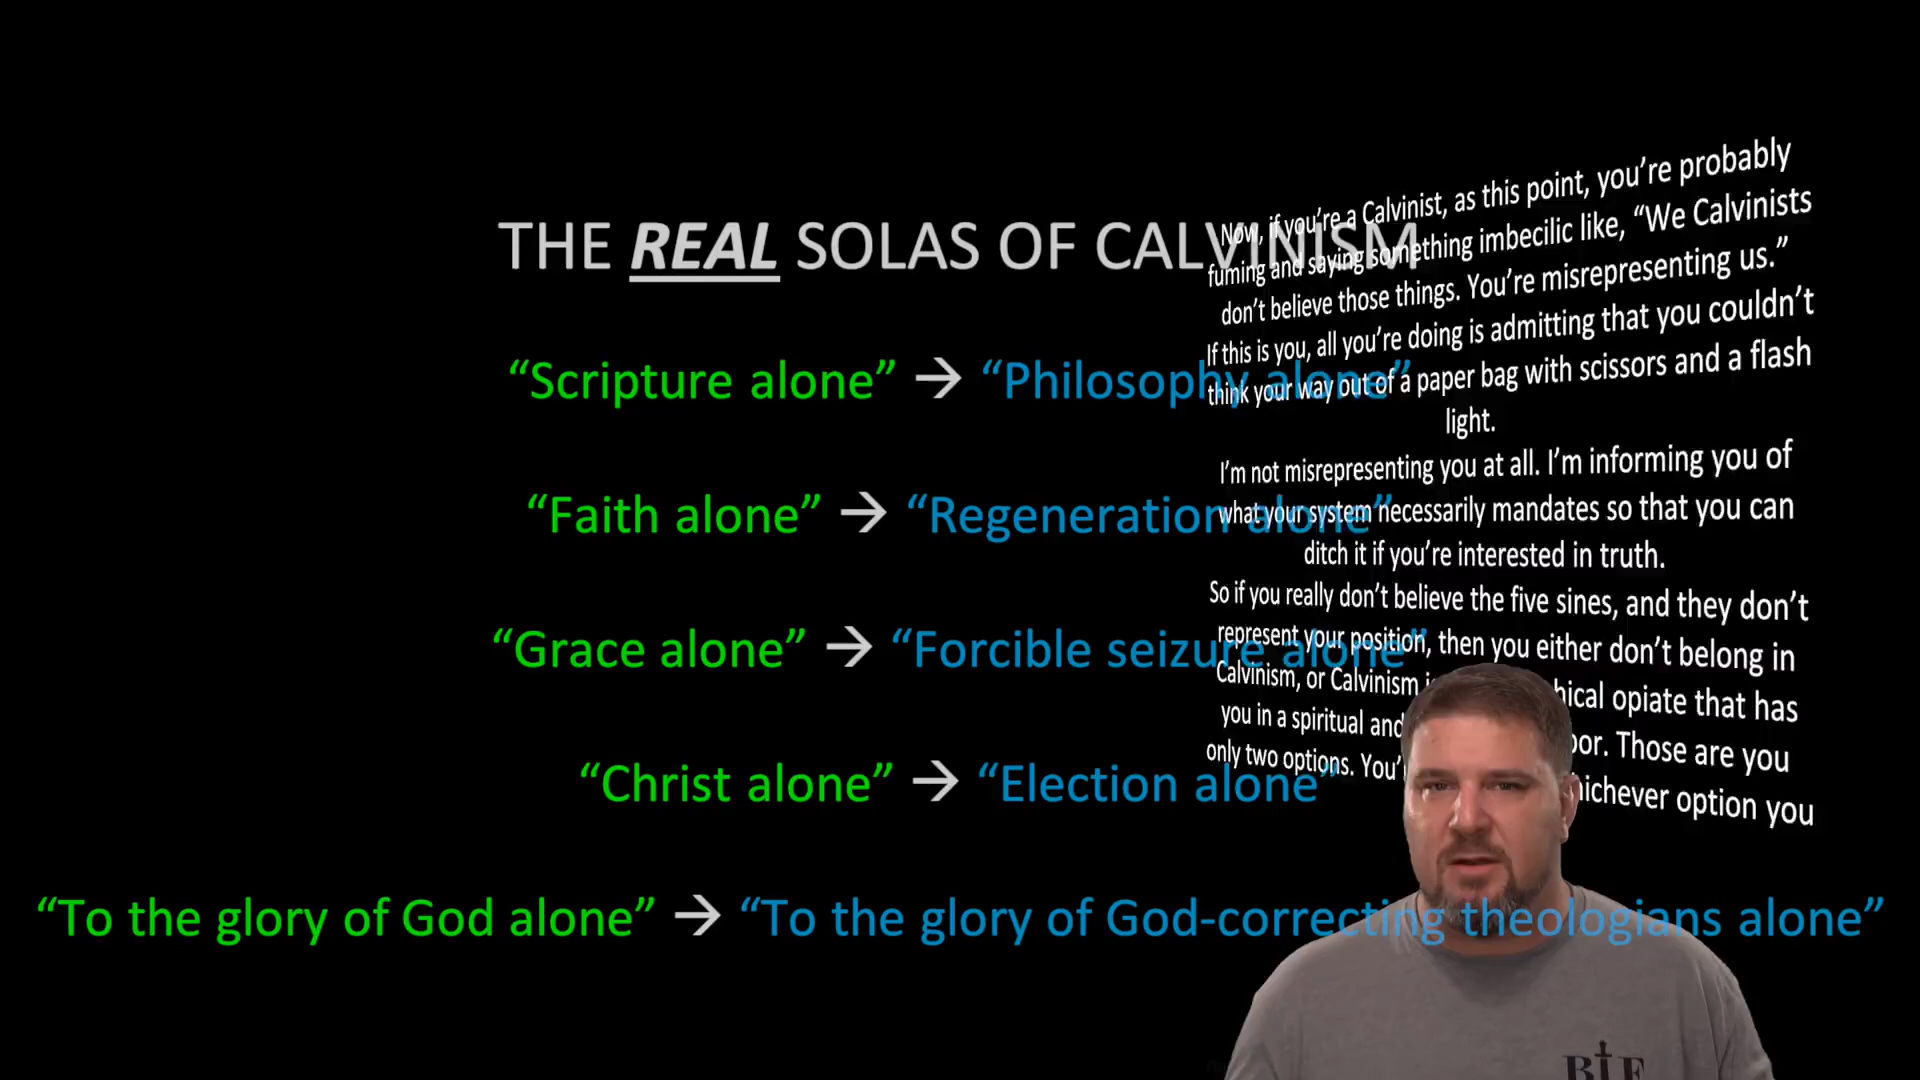 THE REAL SOLAS OF CALVINISM
“Scripture alone” → “Philosophy alone”
“Faith alone” → “Regeneration alone”
“Grace alone” → “Forcible seizure alone”
“Christ alone” → “Election alone”
“To the glory of God alone” → “To the glory of God-correcting theologians alone”
Now, if you’re a Calvinist, as this point, you’re probably
fuming and saying something imbecilic like, “We Calvinists
don’t believe those things. You’re misrepresenting us.”
If this is you, all you’re doing is admitting that you couldn’t
think your way out of a paper bag with scissors and a flash
light.
I’m not misrepresenting you at all. I’m informing you of
what your system necessarily mandates so that you can
ditch it if you’re interested in truth.
So if you really don’t believe the five sines, and they don’t
represent your position, then you either don’t belong in
Calvinism, or Calvinism opiate that has
you in a spiritual and Those are you
only two options. option you
BTF